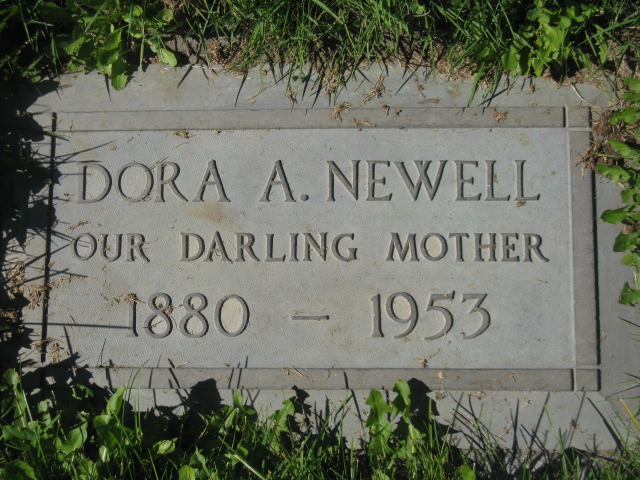 DORA A. NEWELL
OUR DARLING MOTHER
1880 – 1953